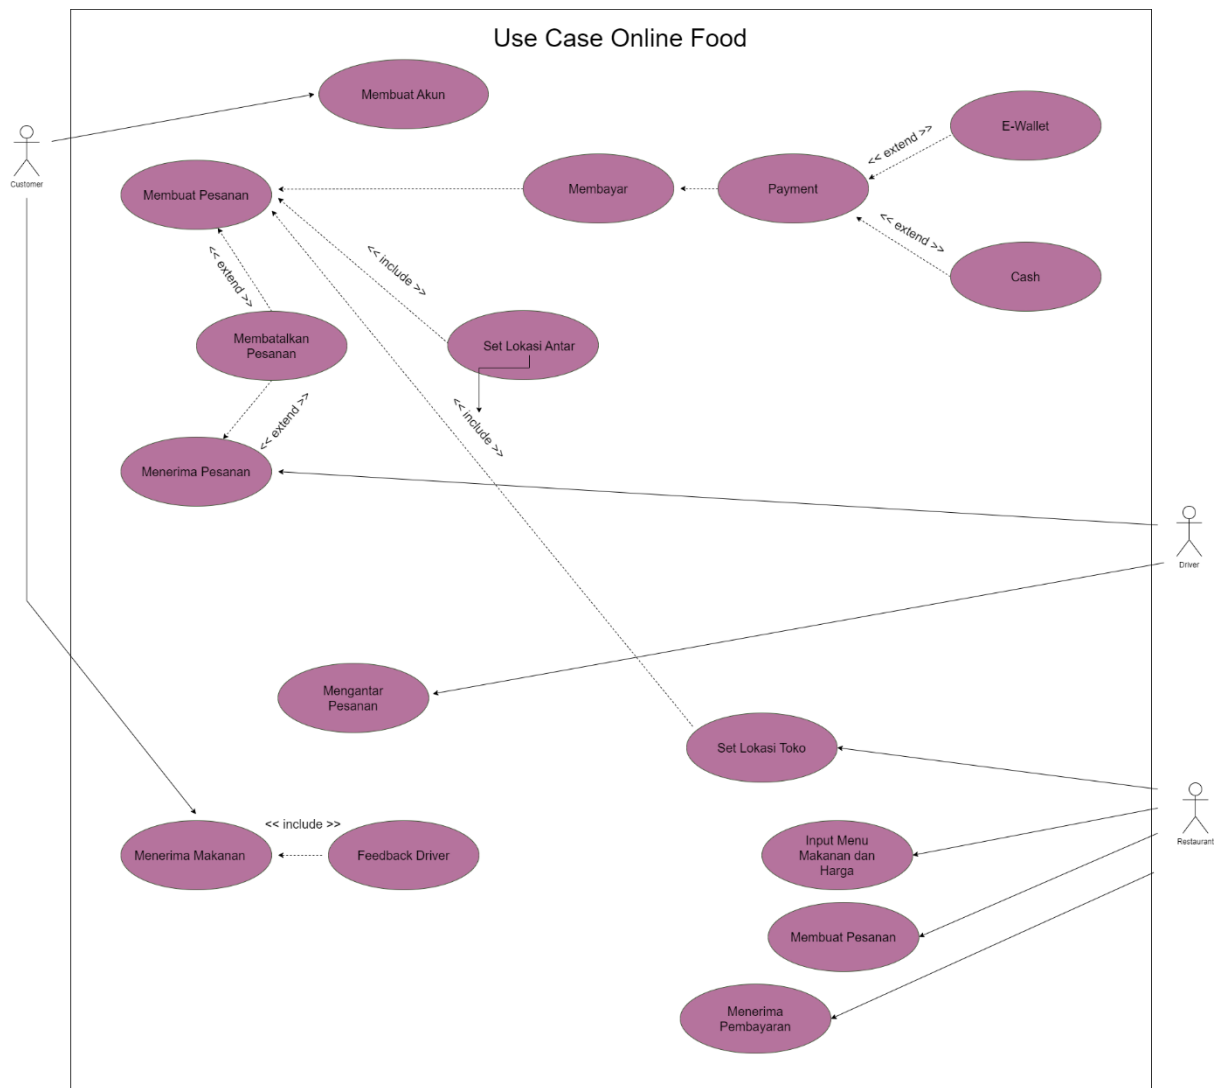 Use Case Online Food
Membuat Akun
E-Wallet
<< extend >>
Customer
Membuat Pesanan
Membayar
Payment
<< extend >>
<< include >>
<< extend >>
Cash
Membatalkan
Pesanan
Set Lokasi Antar
<< include >>
<< extend >>
Menerima Pesanan
Driver
Mengantar
Pesanan
Set Lokasi Toko
<< include >>
Menerima Makanan
Feedback Driver
Input Menu
Makanan dan
Harga
Restaurant
Membuat Pesanan
Menerima
Pembayaran